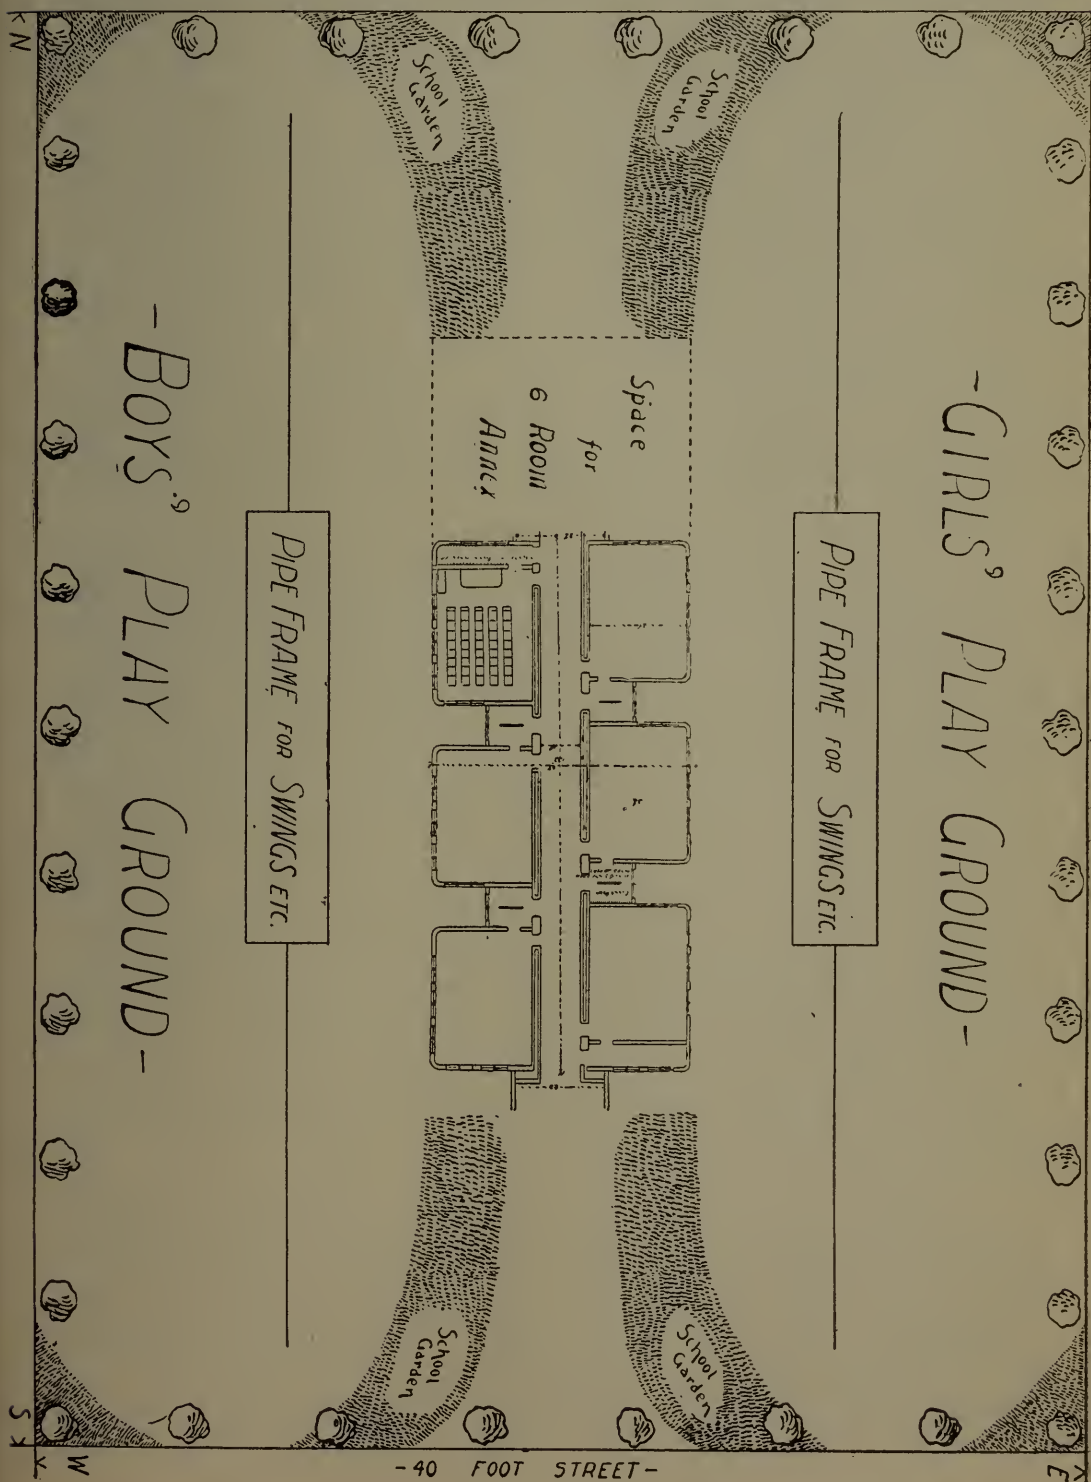 - GIRLS' PLAY GROUND -
PIPE FRAME FOR SWINGS ETC.
School
Garden
School
Garden
Space
for
6 ROOM
Annex
School
Garden
School
Garden
PIPE FRAME FOR SWINGS ETC.
- BOYS' PLAY GROUND -
N
S
W
E
- 40 FOOT STREET -